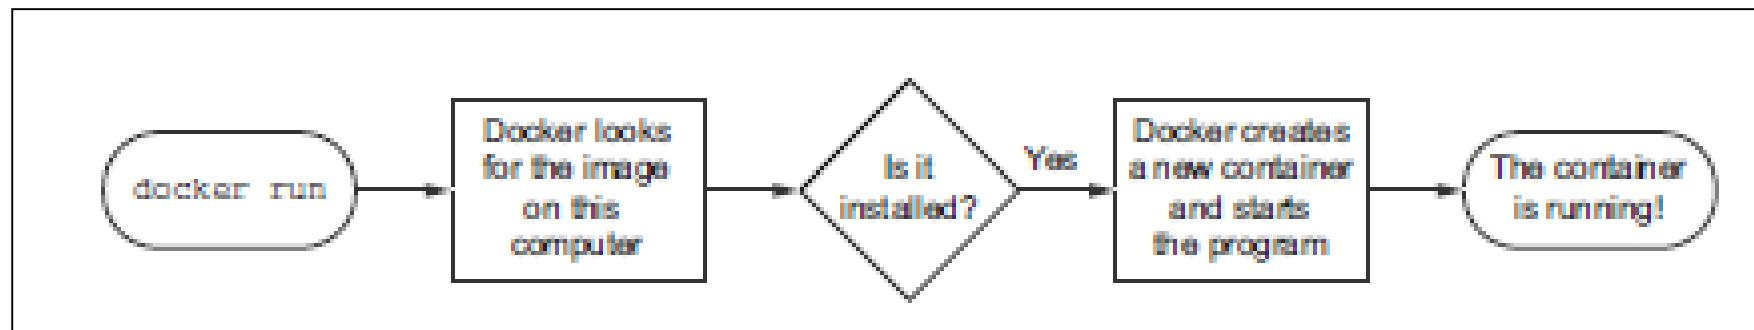 docker run
Docker looks
for the image
on this
computer
Is it
installed?
Yes
Docker creates
a new container
and starts
the program
The container
is running!